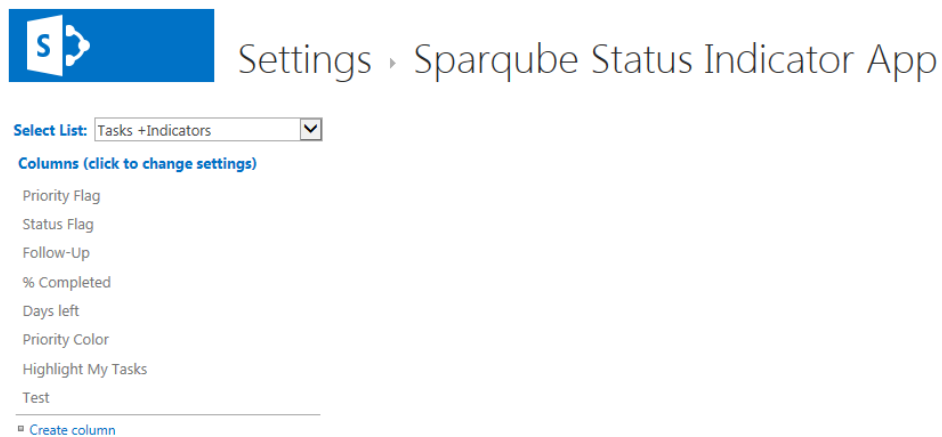 S
Settings ▸ Sparqube Status Indicator App
Select List: Tasks +Indicators
Columns (click to change settings)
Priority Flag
Status Flag
Follow-Up
% Completed
Days left
Priority Color
Highlight My Tasks
Test
Create column